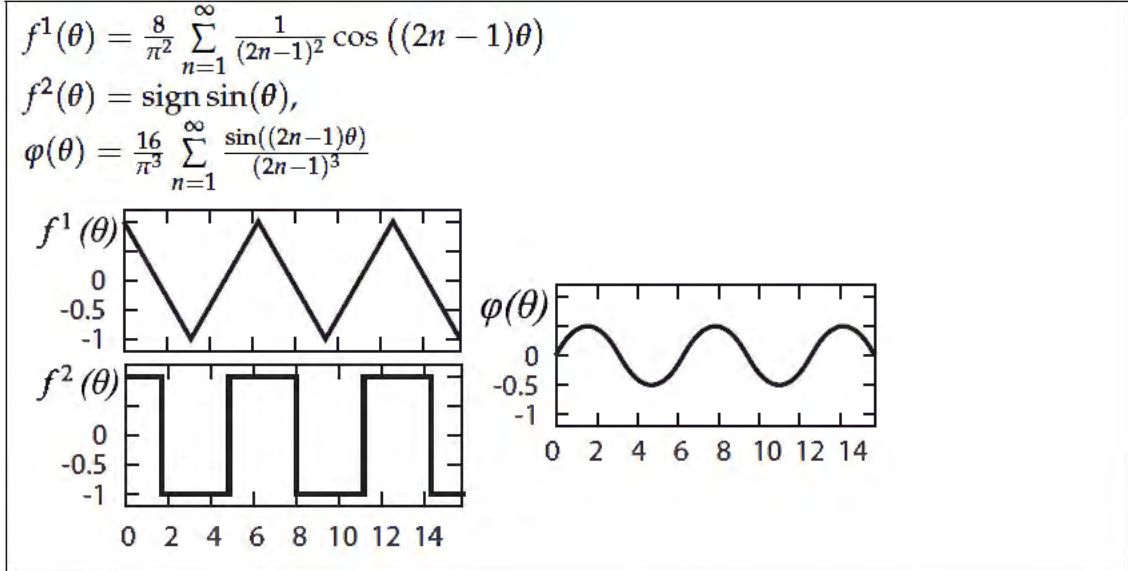 f¹(θ) = 8/π² ∞∑n=1 1/(2n−1)² cos ((2n − 1)θ)
f²(θ) = sign sin(θ),
φ(θ) = 16/π³ ∞∑n=1 sin((2n−1)θ)/(2n−1)³
f¹(θ)
0
-0.5
-1
f²(θ)
0
-0.5
-1
0 2 4 6 8 10 12 14
φ(θ)
0
-0.5
-1
0 2 4 6 8 10 12 14